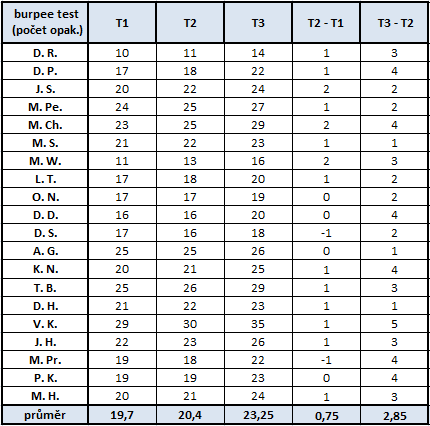 burpee test (počet opak.) T1 T2 T3 T2 - T1 T3 - T2
D. R. 10 11 14 1 3
D. P. 17 18 22 1 4
J. S. 20 22 24 2 2
M. Pe. 24 25 27 1 2
M. Ch. 23 25 29 2 4
M. S. 21 22 23 1 1
M. W. 11 13 16 2 3
L. T. 17 18 20 1 2
O. N. 17 17 19 0 2
D. D. 16 16 20 0 4
D. S. 17 16 18 -1 2
A. G. 25 25 26 0 1
K. N. 20 21 25 1 4
T. B. 25 26 29 1 3
D. H. 21 22 23 1 1
V. K. 29 30 35 1 5
J. H. 22 23 26 1 3
M. Pr. 19 18 22 -1 4
P. K. 19 19 23 0 4
M. H. 20 21 24 1 3
průměr 19,7 20,4 23,25 0,75 2,85